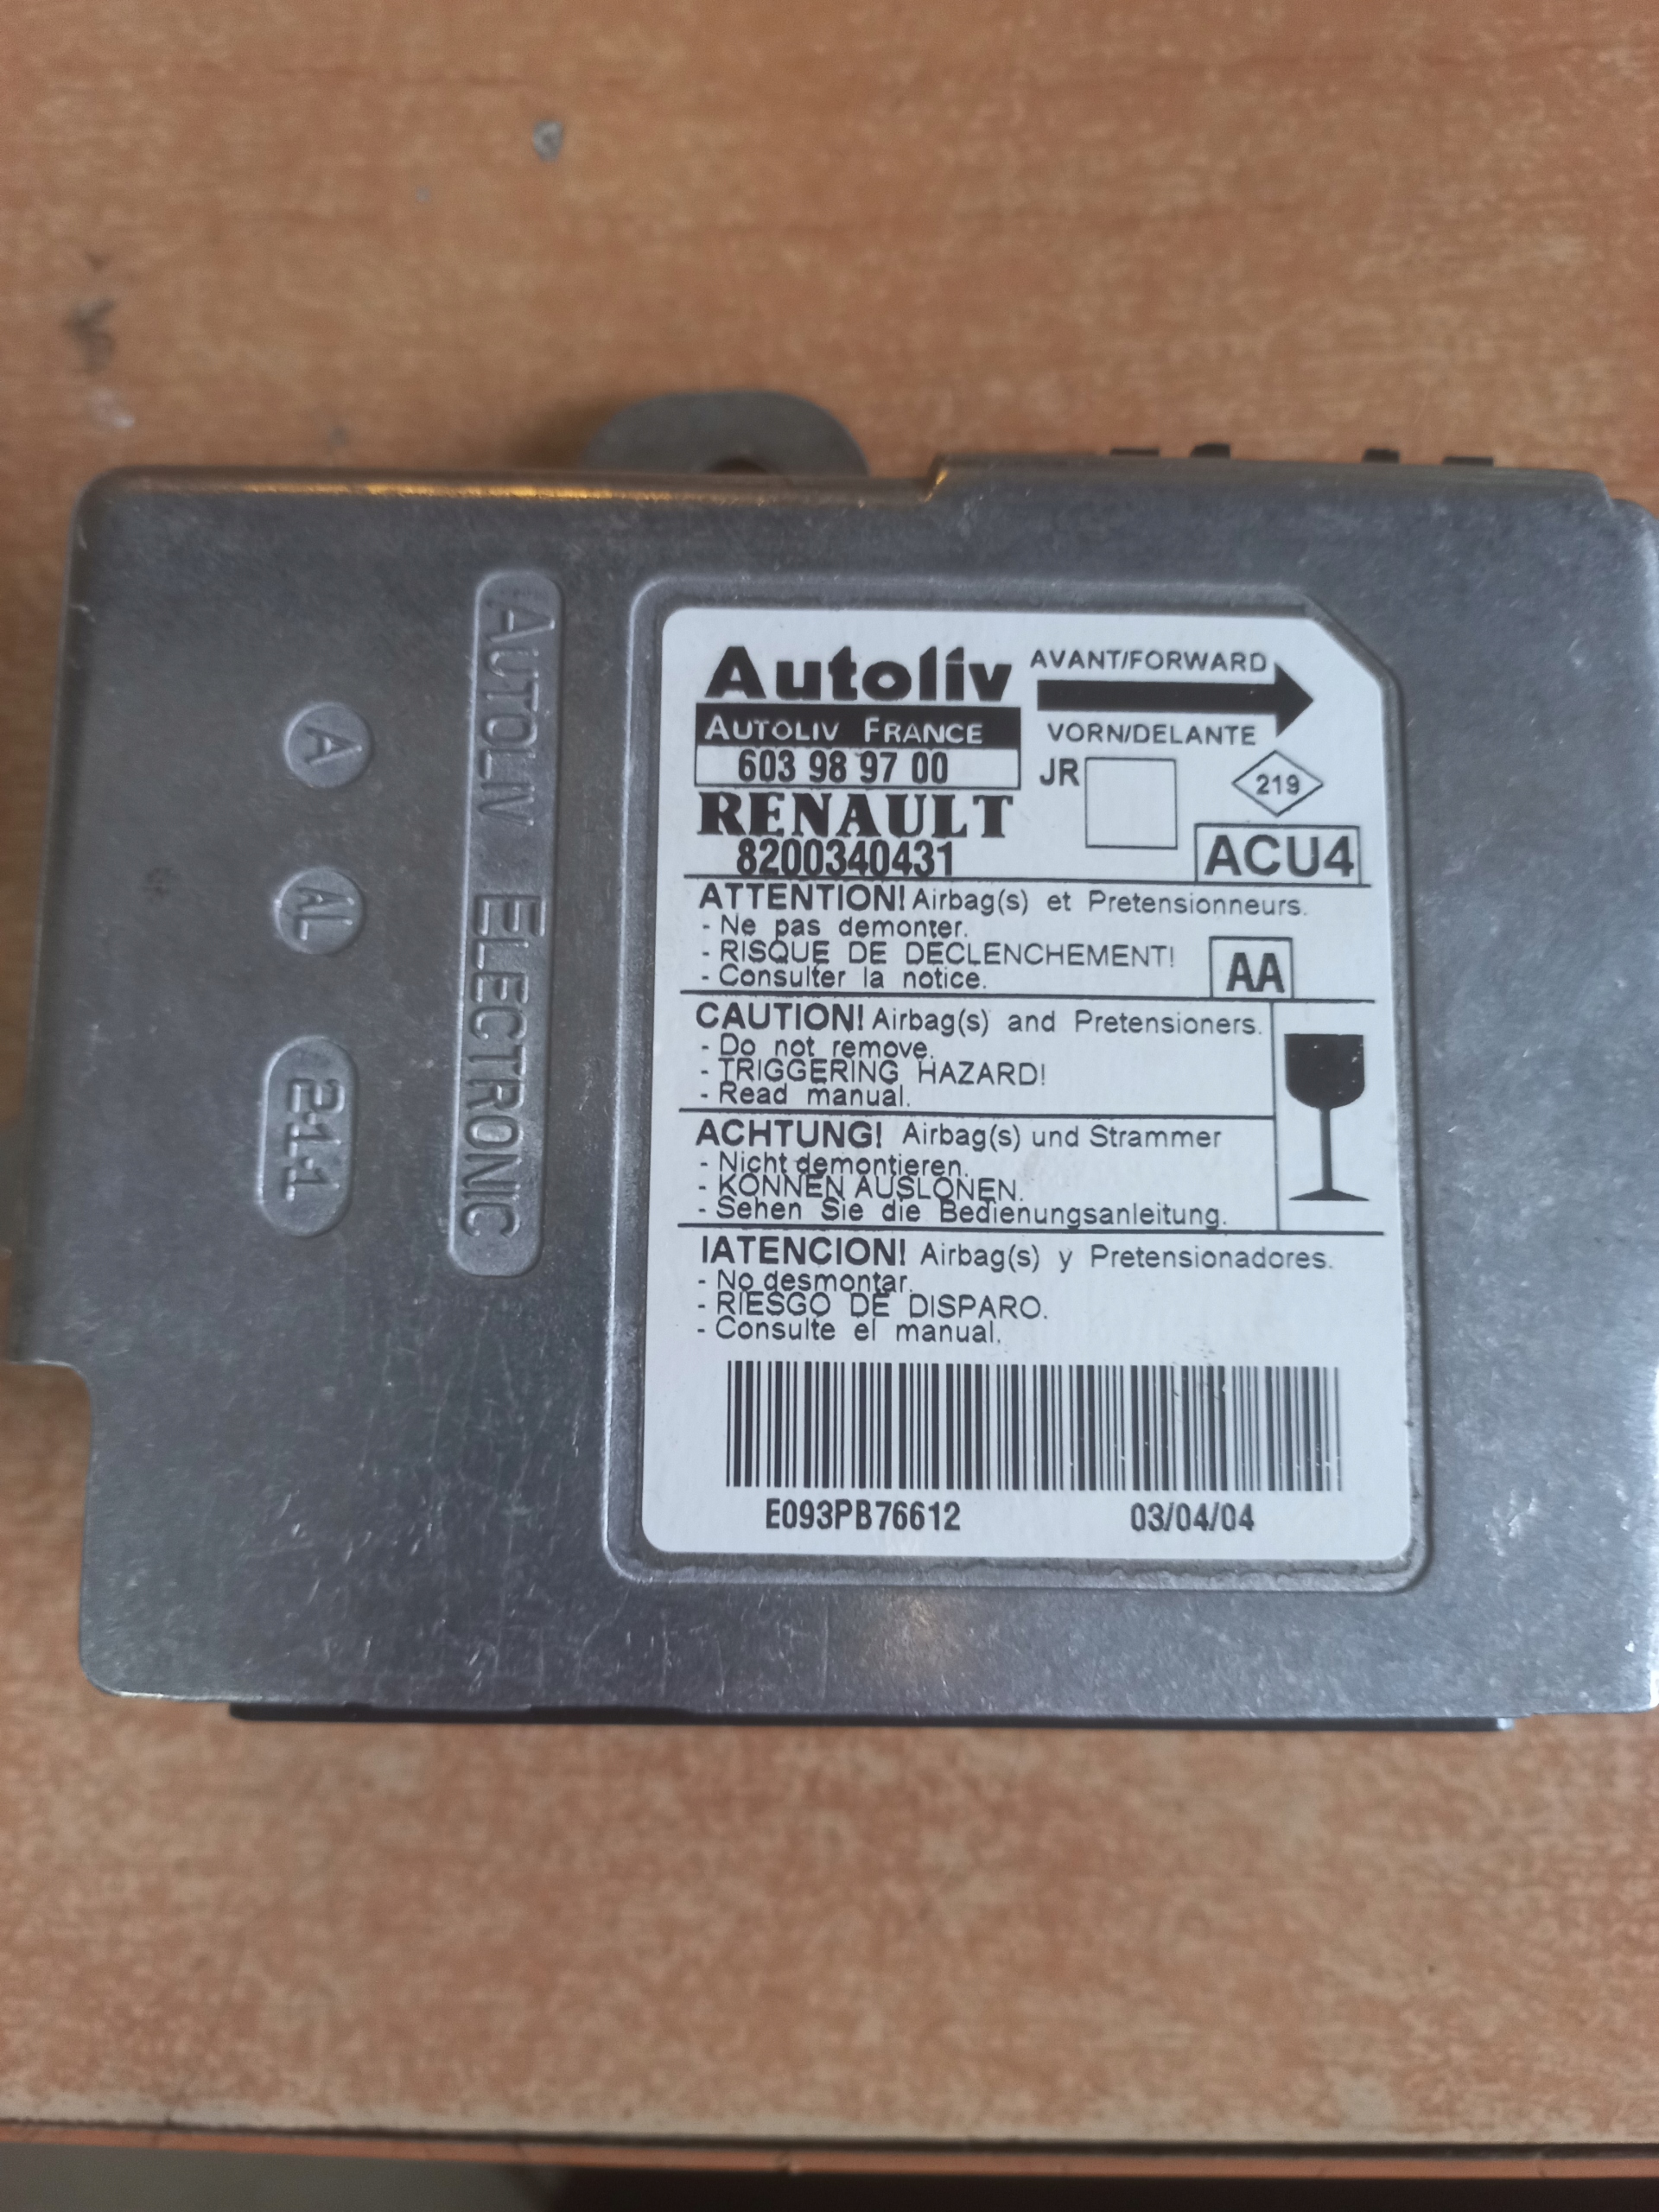 AUTOLIV ELECTRONIC
A
AL
21.1
Autoliv
AUTOLIV FRANCE
603 98 97 00
RENAULT
8200340431
AVANT/FORWARD
VORN/DELANTE
JR
219
ACU4
ATTENTION! Airbag(s) et Pretensionneurs.
- Ne pas demonter.
- RISQUE DE DECLENCHEMENT!
- Consulter la notice.
AA
CAUTION! Airbag(s) and Pretensioners.
- Do not remove.
- TRIGGERING HAZARD!
- Read manual.
ACHTUNG! Airbag(s) und Strammer
- Nicht demontieren.
- KONNEN AUSLONEN.
- Sehen Sie die Bedienungsanleitung.
IATENCION! Airbag(s) y Pretensionadores.
- No desmontar.
- RIESGO DE DISPARO.
- Consulte el manual.
E093PB76612 03/04/04